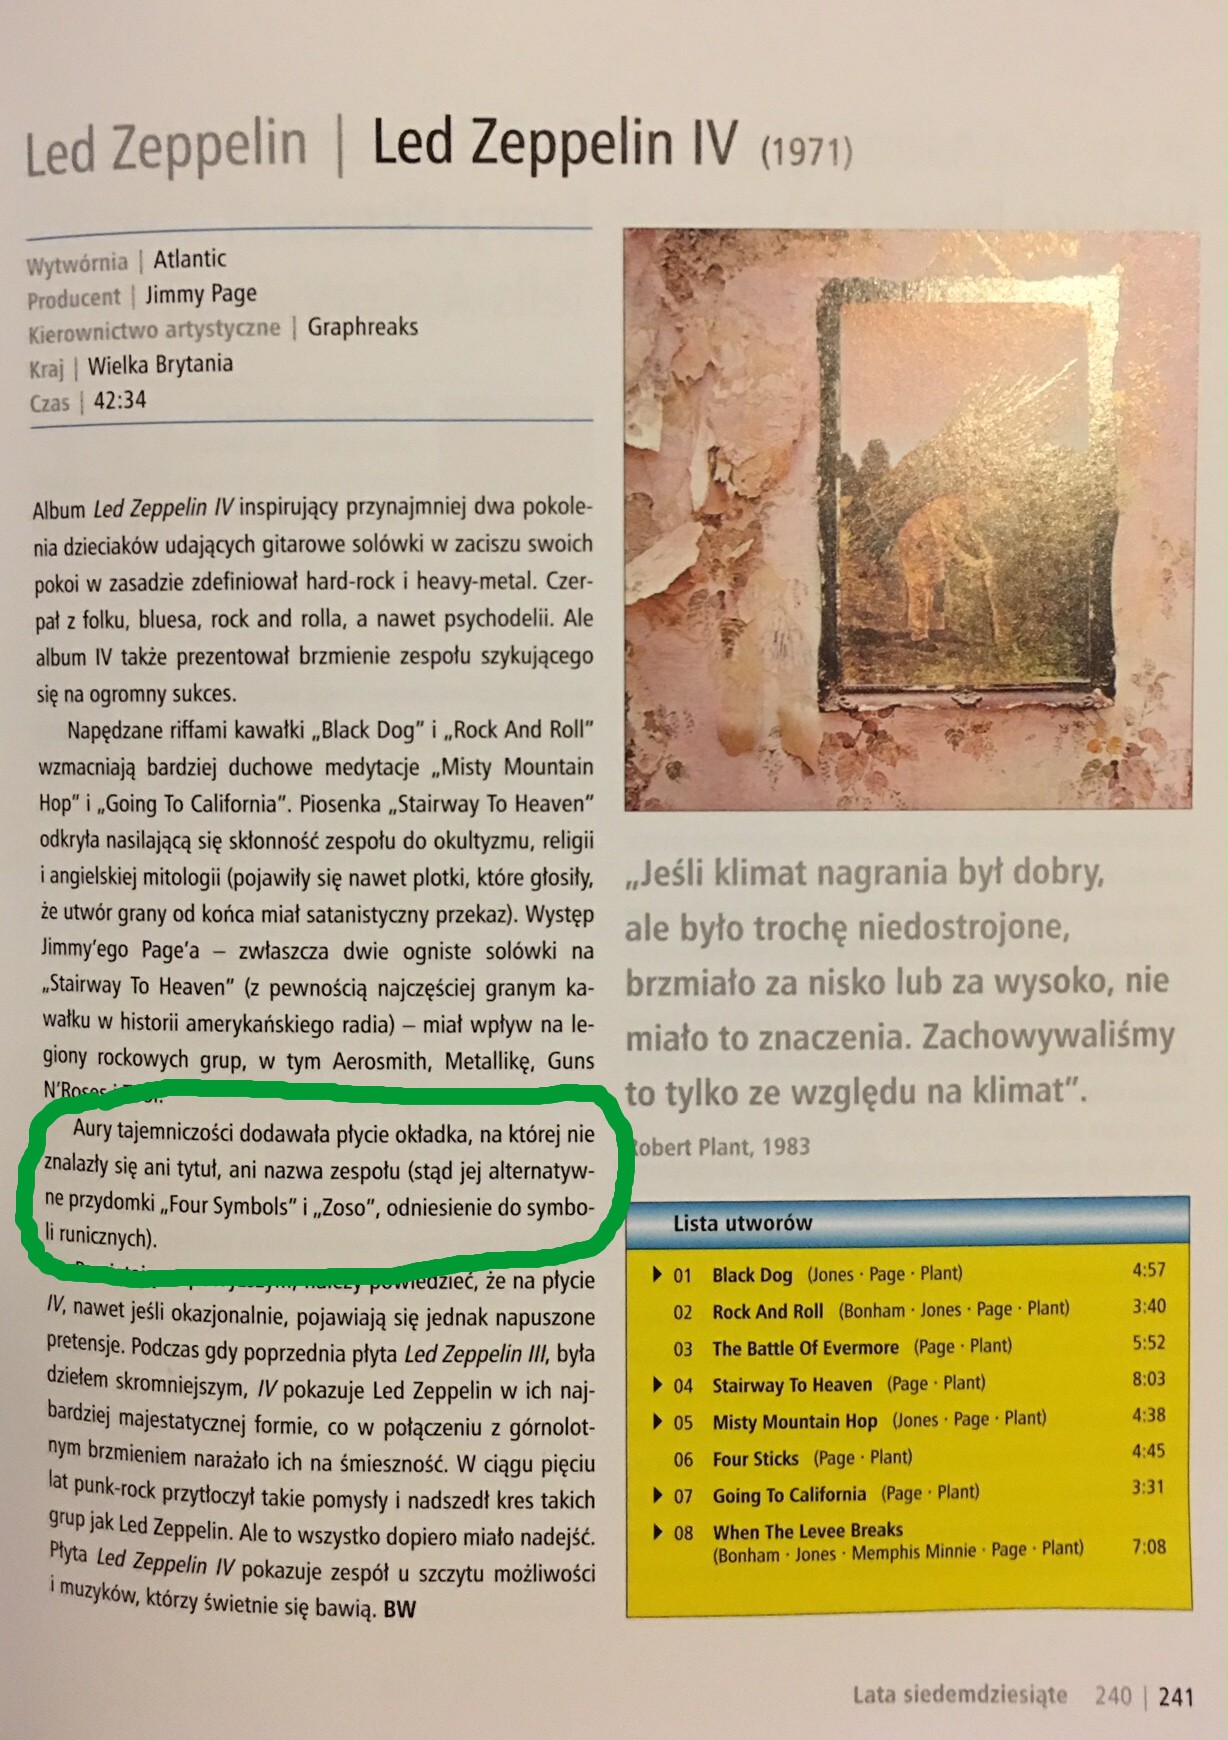 Led Zeppelin | Led Zeppelin IV (1971)
Wytwórnia | Atlantic
Producent | Jimmy Page
Kierownictwo artystyczne | Graphreaks
Kraj | Wielka Brytania
Czas | 42:34
Album Led Zeppelin IV inspirujący przynajmniej dwa pokole-
nia dzieciaków udających gitarowe solówki w zaciszu swoich
pokoi w zasadzie zdefiniował hard-rock i heavy-metal. Czer-
pał z folku, bluesa, rock and rolla, a nawet psychodelii. Ale
album IV także prezentował brzmienie zespołu szykującego
się na ogromny sukces.
Napędzane riffami kawałki „Black Dog” i „Rock And Roll”
wzmacniają bardziej duchowe medytacje „Misty Mountain
Hop” i „Going To California”. Piosenka „Stairway To Heaven”
odkryła nasilającą się skłonność zespołu do okultyzmu, religii
i angielskiej mitologii (pojawiły się nawet plotki, które głosiły,
że utwór grany od końca miał satanistyczny przekaz). Występ
Jimmy’ego Page’a – zwłaszcza dwie ogniste solówki na
„Stairway To Heaven” (z pewnością najczęściej granym ka-
wałku w historii amerykańskiego radia) – miał wpływ na le-
giony rockowych grup, w tym Aerosmith, Metallikę, Guns
N’Roses i
Aury tajemniczości dodawała płycie okładka, na której nie
znalazły się ani tytuł, ani nazwa zespołu (stąd jej alternatyw-
ne przydomki „Four Symbols” i „Zoso”, odniesienie do symbo-
li runicznych).
należy powiedzieć, że na płycie
IV, nawet jeśli okazjonalnie, pojawiają się jednak napuszone
pretensje. Podczas gdy poprzednia płyta Led Zeppelin III, była
dziełem skromniejszym, IV pokazuje Led Zeppelin w ich naj-
bardziej majestatycznej formie, co w połączeniu z górnolot-
nym brzmieniem narażało ich na śmieszność. W ciągu pięciu
lat punk-rock przytłoczył takie pomysły i nadszedł kres takich
grup jak Led Zeppelin. Ale to wszystko dopiero miało nadejść.
Płyta Led Zeppelin IV pokazuje zespół u szczytu możliwości
i muzyków, którzy świetnie się bawią. BW
„Jeśli klimat nagrania był dobry,
ale było trochę niedostrojone,
brzmiało za nisko lub za wysoko, nie
miało to znaczenia. Zachowywaliśmy
to tylko ze względu na klimat”.
Robert Plant, 1983
Lista utworów
01 Black Dog (Jones · Page · Plant) 4:57
02 Rock And Roll (Bonham · Jones · Page · Plant) 3:40
03 The Battle Of Evermore (Page · Plant) 5:52
04 Stairway To Heaven (Page · Plant) 8:03
05 Misty Mountain Hop (Jones · Page · Plant) 4:38
06 Four Sticks (Page · Plant) 4:45
07 Going To California (Page · Plant) 3:31
08 When The Levee Breaks
(Bonham · Jones · Memphis Minnie · Page · Plant) 7:08
Lata siedemdziesiąte 240 | 241